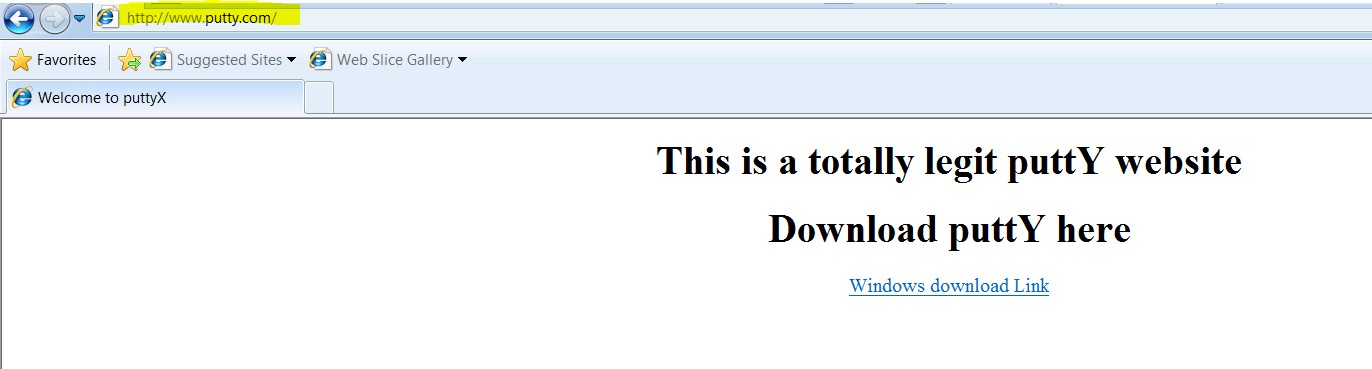 http://www.putty.com/
Favorites Suggested Sites Web Slice Gallery
Welcome to puttyX
This is a totally legit puttY website
Download puttY here
Windows download Link